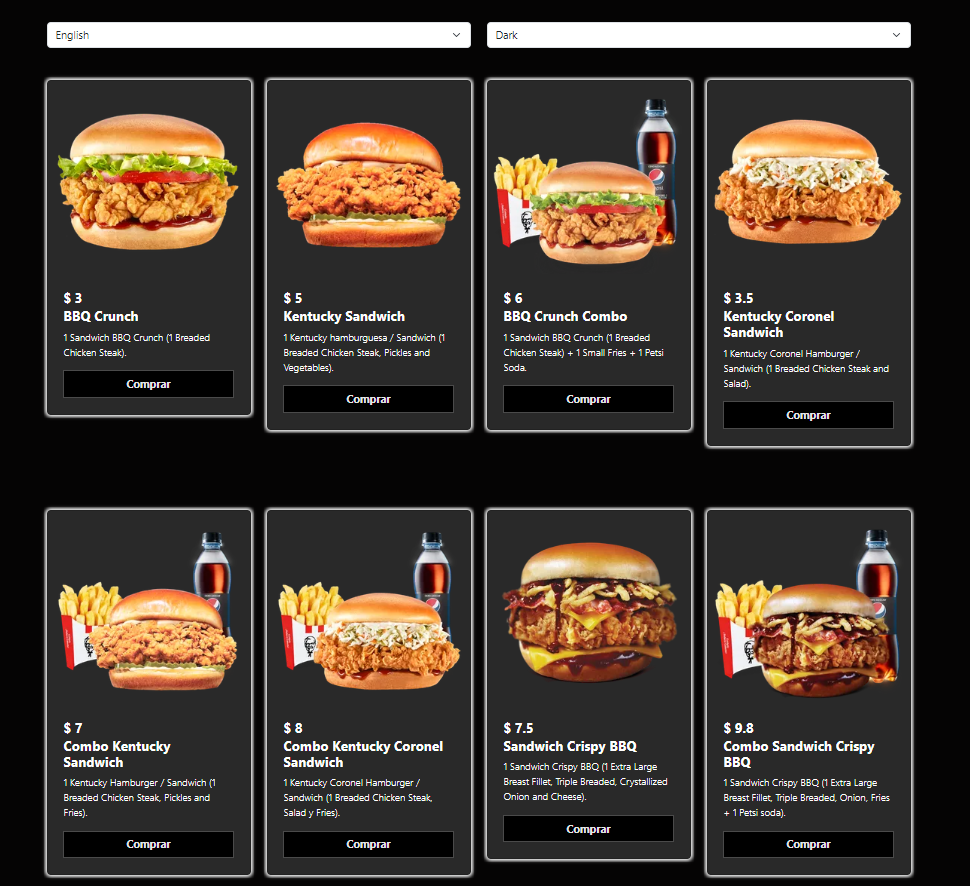 English
Dark
$ 3
BBQ Crunch
1 Sandwich BBQ Crunch (1 Breaded
Chicken Steak).
Comprar
$ 5
Kentucky Sandwich
1 Kentucky hamburguesa / Sandwich (1
Breaded Chicken Steak, Pickles and
Vegetables).
Comprar
$ 6
BBQ Crunch Combo
1 Sandwich BBQ Crunch (1 Breaded
Chicken Steak) + 1 Small Fries + 1 Petsi
Soda.
Comprar
$ 3.5
Kentucky Coronel
Sandwich
1 Kentucky Coronel Hamburger /
Sandwich (1 Breaded Chicken Steak and
Salad).
Comprar
$ 7
Combo Kentucky
Sandwich
1 Kentucky Hamburger / Sandwich (1
Breaded Chicken Steak, Pickles and
Fries).
Comprar
$ 8
Combo Kentucky Coronel
Sandwich
1 Kentucky Coronel Hamburger /
Sandwich (1 Breaded Chicken Steak,
Salad y Fries).
Comprar
$ 7.5
Sandwich Crispy BBQ
1 Sandwich Crispy BBQ (1 Extra Large
Breast Fillet, Triple Breaded, Crystallized
Onion and Cheese).
Comprar
$ 9.8
Combo Sandwich Crispy
BBQ
1 Sandwich Crispy BBQ (1 Extra Large
Breast Fillet, Triple Breaded, Onion, Fries
+ 1 Petsi soda).
Comprar